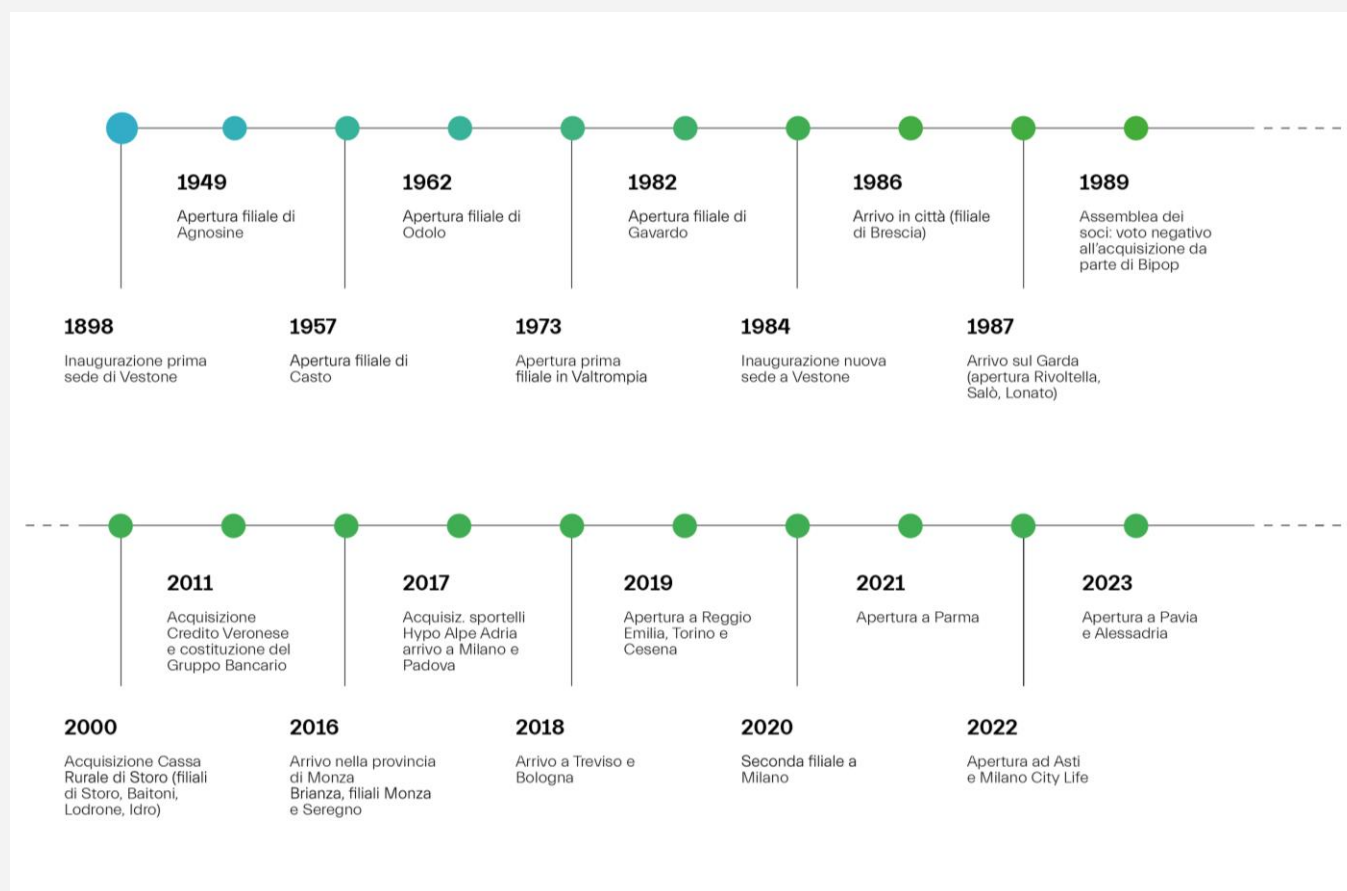 1898
Inaugurazione prima
sede di Vestone
1949
Apertura filiale di
Agnosine
1957
Apertura filiale di
Casto
1962
Apertura filiale di
Odolo
1973
Apertura prima
filiale in Valtrompia
1982
Apertura filiale di
Gavardo
1984
Inaugurazione nuova
sede a Vestone
1986
Arrivo in città (filiale
di Brescia)
1987
Arrivo sul Garda
(apertura Rivoltella,
Salò, Lonato)
1989
Assemblea dei
soci: voto negativo
all'acquisizione da
parte di Bipop
2000
Acquisizione Cassa
Rurale di Storo (filiali
di Storo, Baitoni,
Lodrone, Idro)
2011
Acquisizione
Credito Veronese
e costituzione del
Gruppo Bancario
2016
Arrivo nella provincia
di Monza
Brianza, filiali Monza
e Seregno
2017
Acquisiz. sportelli
Hypo Alpe Adria
arrivo a Milano e
Padova
2018
Arrivo a Treviso e
Bologna
2019
Apertura a Reggio
Emilia, Torino e
Cesena
2020
Seconda filiale a
Milano
2021
Apertura a Parma
2022
Apertura ad Asti
e Milano City Life
2023
Apertura a Pavia
e Alessadria